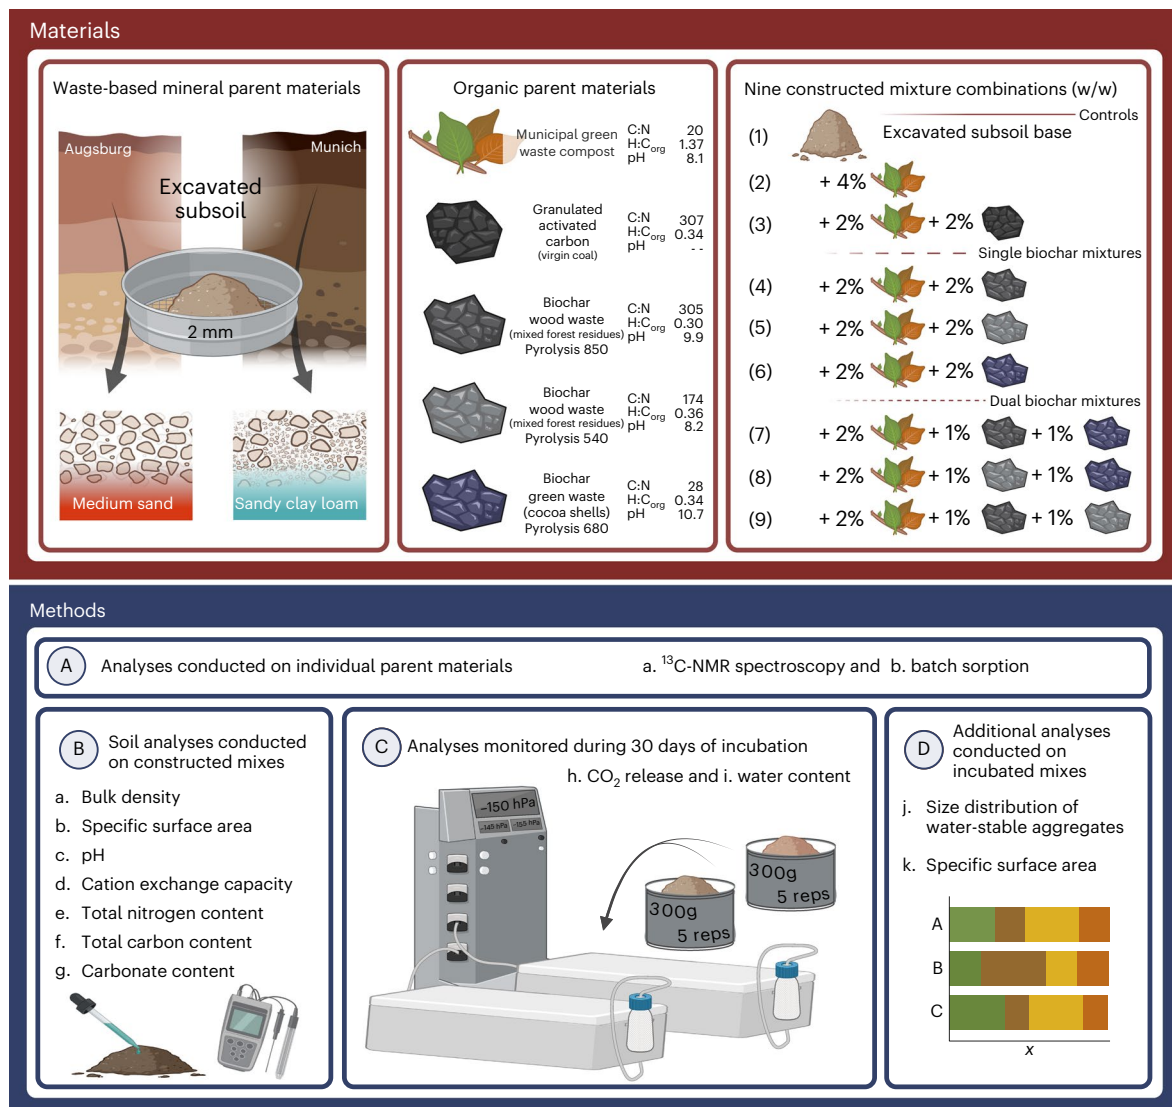 Materials
Waste-based mineral parent materials
Augsburg
Munich
Excavated
subsoil
2 mm
Medium sand
Sandy clay loam
Organic parent materials
Municipal green
waste compost
C:N 20
H:Corg 1.37
pH 8.1
Granulated
activated
carbon
(virgin coal)
C:N 307
H:Corg 0.34
pH --
Biochar
wood waste
(mixed forest residues)
Pyrolysis 850
C:N 305
H:Corg 0.30
pH 9.9
Biochar
wood waste
(mixed forest residues)
Pyrolysis 540
C:N 174
H:Corg 0.36
pH 8.2
Biochar
green waste
(cocoa shells)
Pyrolysis 680
C:N 28
H:Corg 0.34
pH 10.7
Nine constructed mixture combinations (w/w)
Controls
(1) Excavated subsoil base
(2) + 4%
(3) + 2% + 2%
Single biochar mixtures
(4) + 2% + 2%
(5) + 2% + 2%
(6) + 2% + 2%
Dual biochar mixtures
(7) + 2% + 1% + 1%
(8) + 2% + 1% + 1%
(9) + 2% + 1% + 1%
Methods
A Analyses conducted on individual parent materials a. ¹³C-NMR spectroscopy and b. batch sorption
B Soil analyses conducted
on constructed mixes
a. Bulk density
b. Specific surface area
c. pH
d. Cation exchange capacity
e. Total nitrogen content
f. Total carbon content
g. Carbonate content
C Analyses monitored during 30 days of incubation
h. CO₂ release and i. water content
–150 hPa
–145 hPa –155 hPa
300g
5 reps
300g
5 reps
D Additional analyses
conducted on
incubated mixes
j. Size distribution of
water-stable aggregates
k. Specific surface area
A
B
C
x